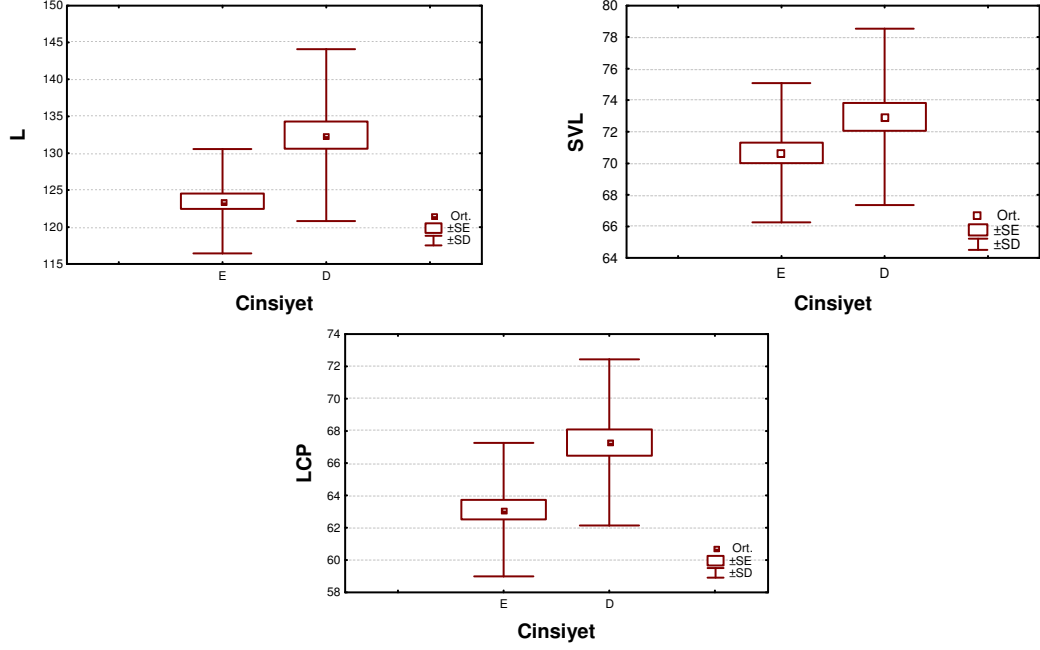 150
145
140
135
130
125
120
115
L
E
D
Cinsiyet
Ort.
±SE
±SD
80
78
76
74
72
70
68
66
64
SVL
E
D
Cinsiyet
Ort.
±SE
±SD
74
72
70
68
66
64
62
60
58
LCP
E
D
Cinsiyet
Ort.
±SE
±SD